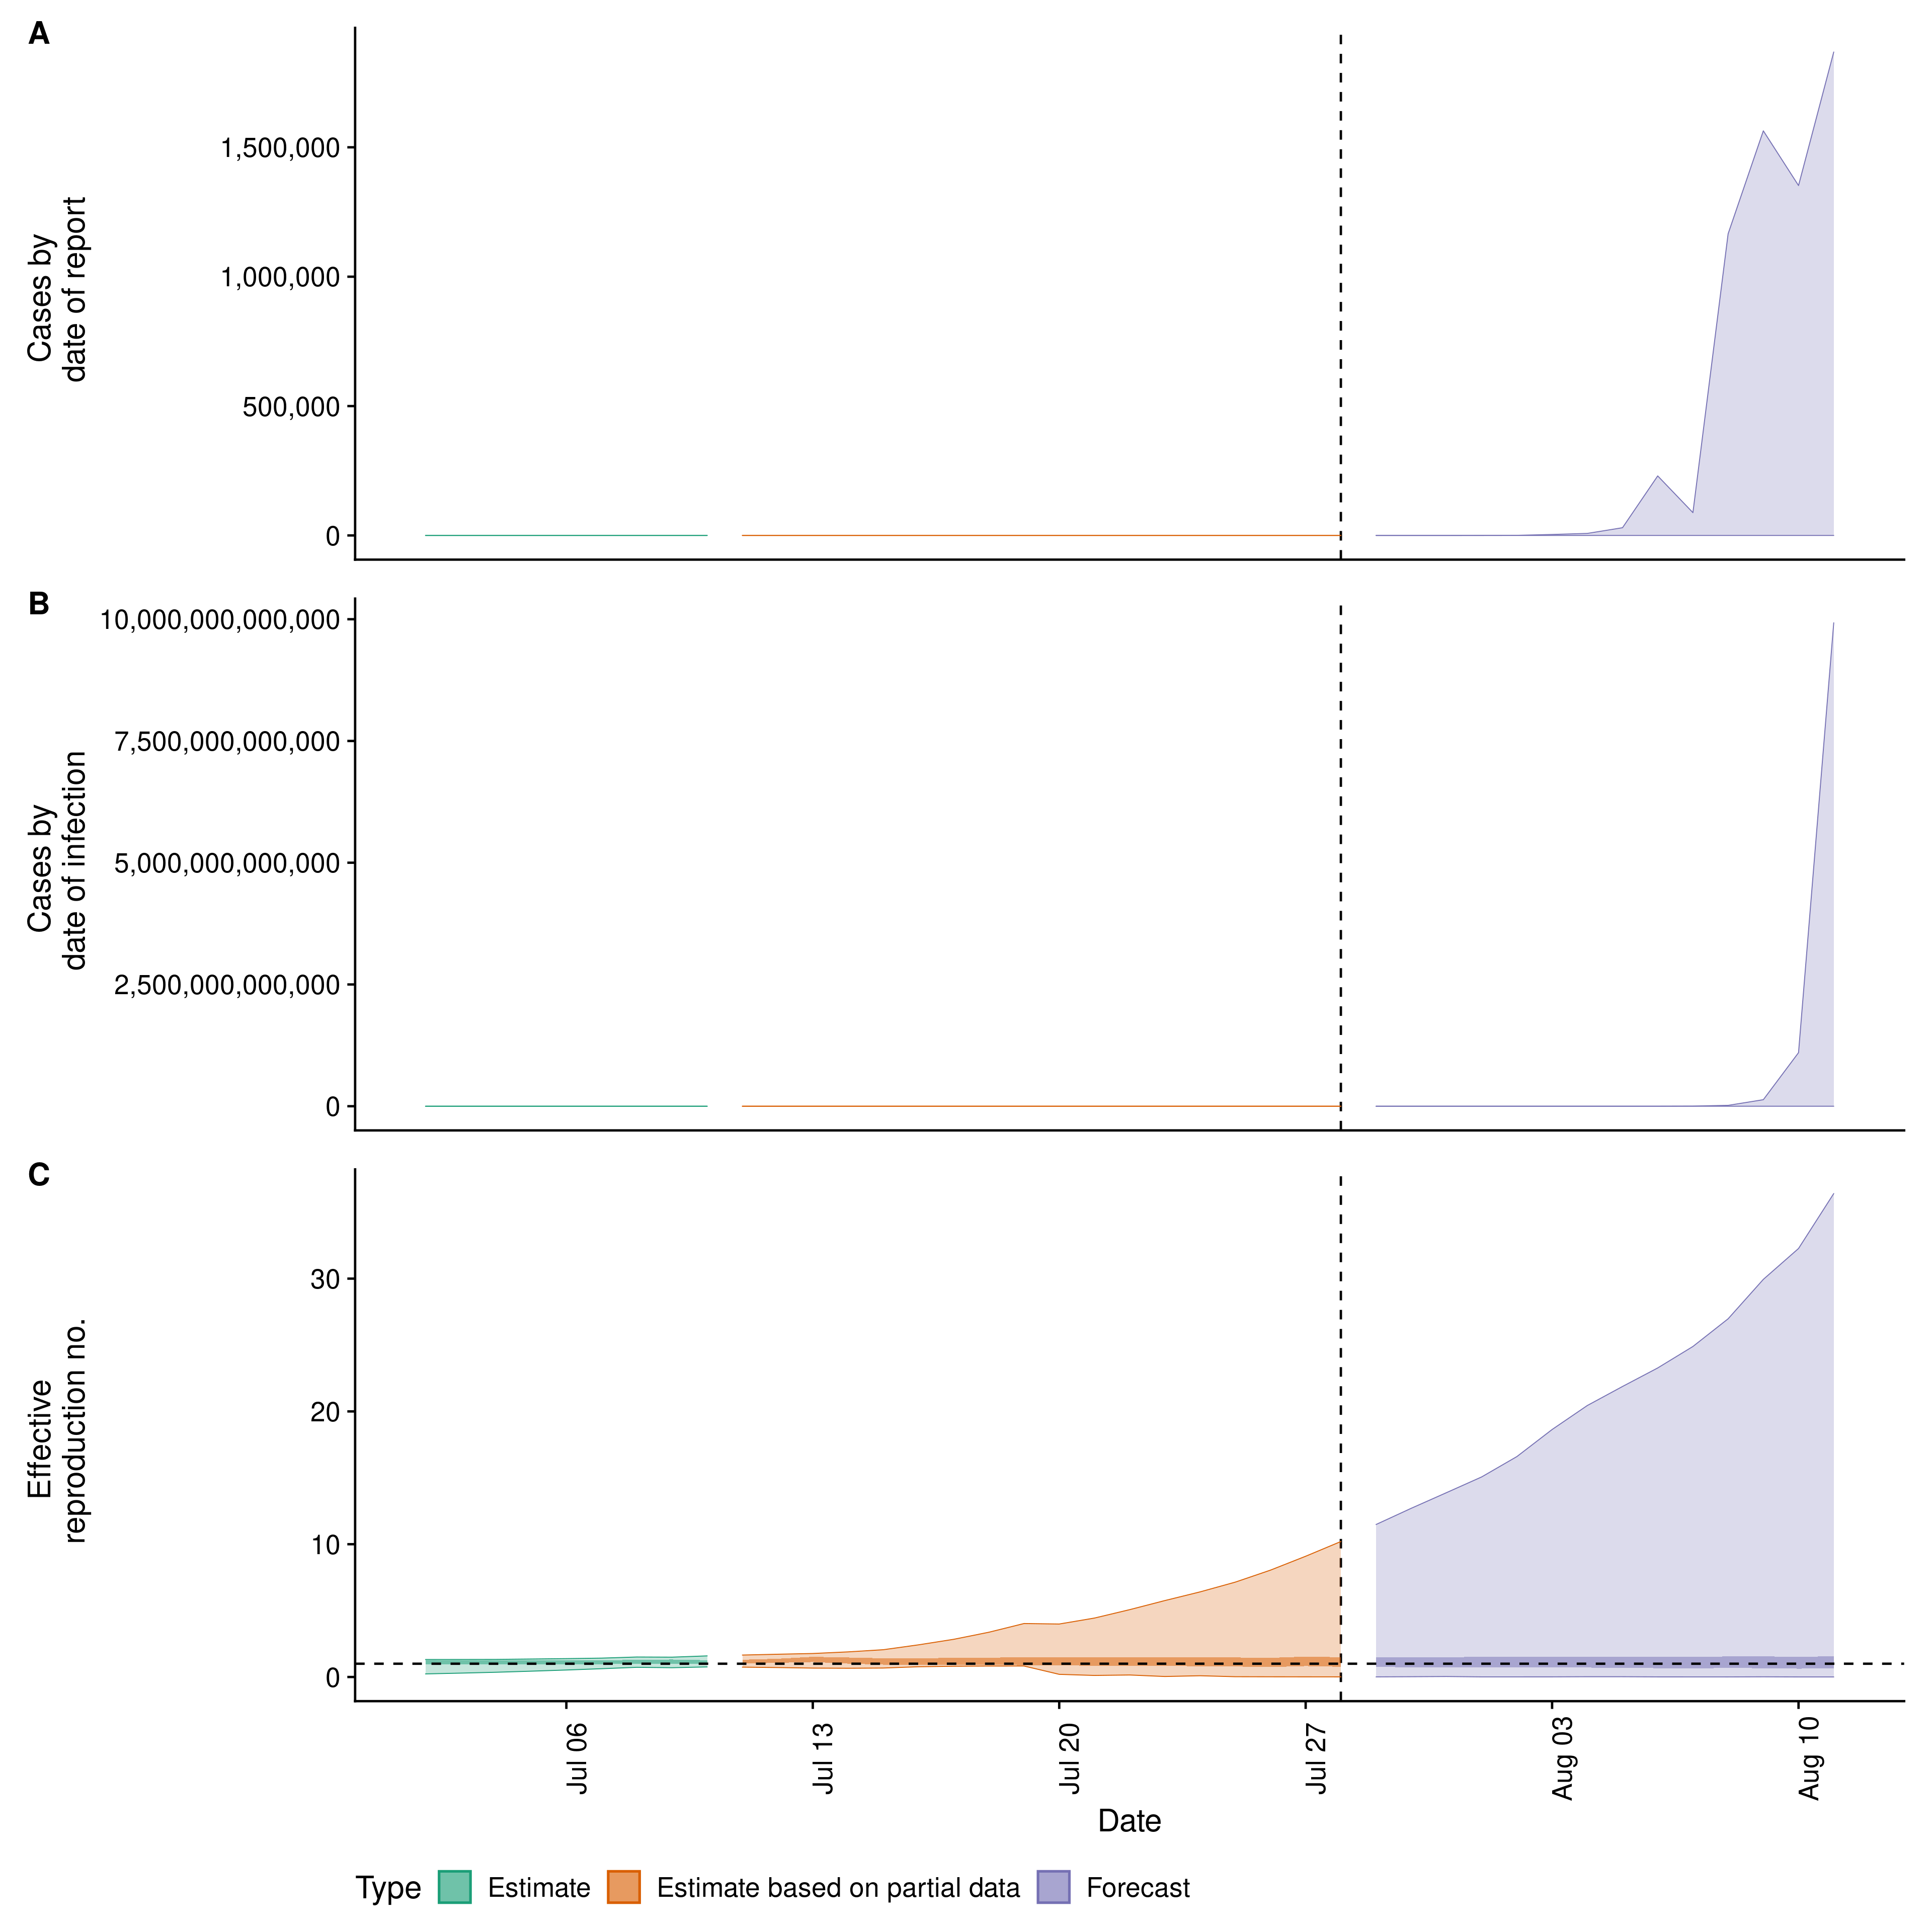 A
Cases by
date of report
1,500,000
1,000,000
500,000
0
B
Cases by
date of infection
10,000,000,000,000
7,500,000,000,000
5,000,000,000,000
2,500,000,000,000
0
C
Effective
reproduction no.
30
20
10
0
Jul 06
Jul 13
Jul 20
Jul 27
Aug 03
Aug 10
Date
Type Estimate Estimate based on partial data Forecast